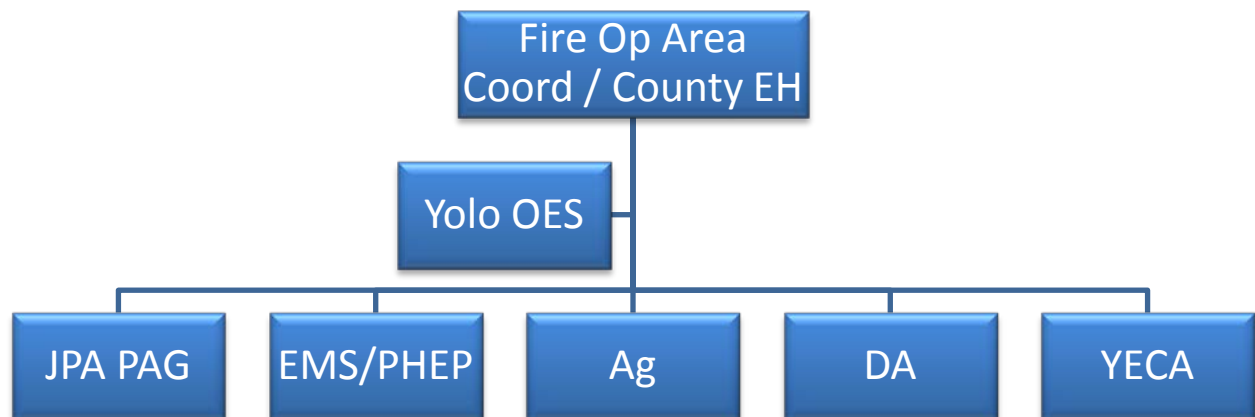 Fire Op Area
Coord / County EH
Yolo OES
JPA PAG
EMS/PHEP
Ag
DA
YECA